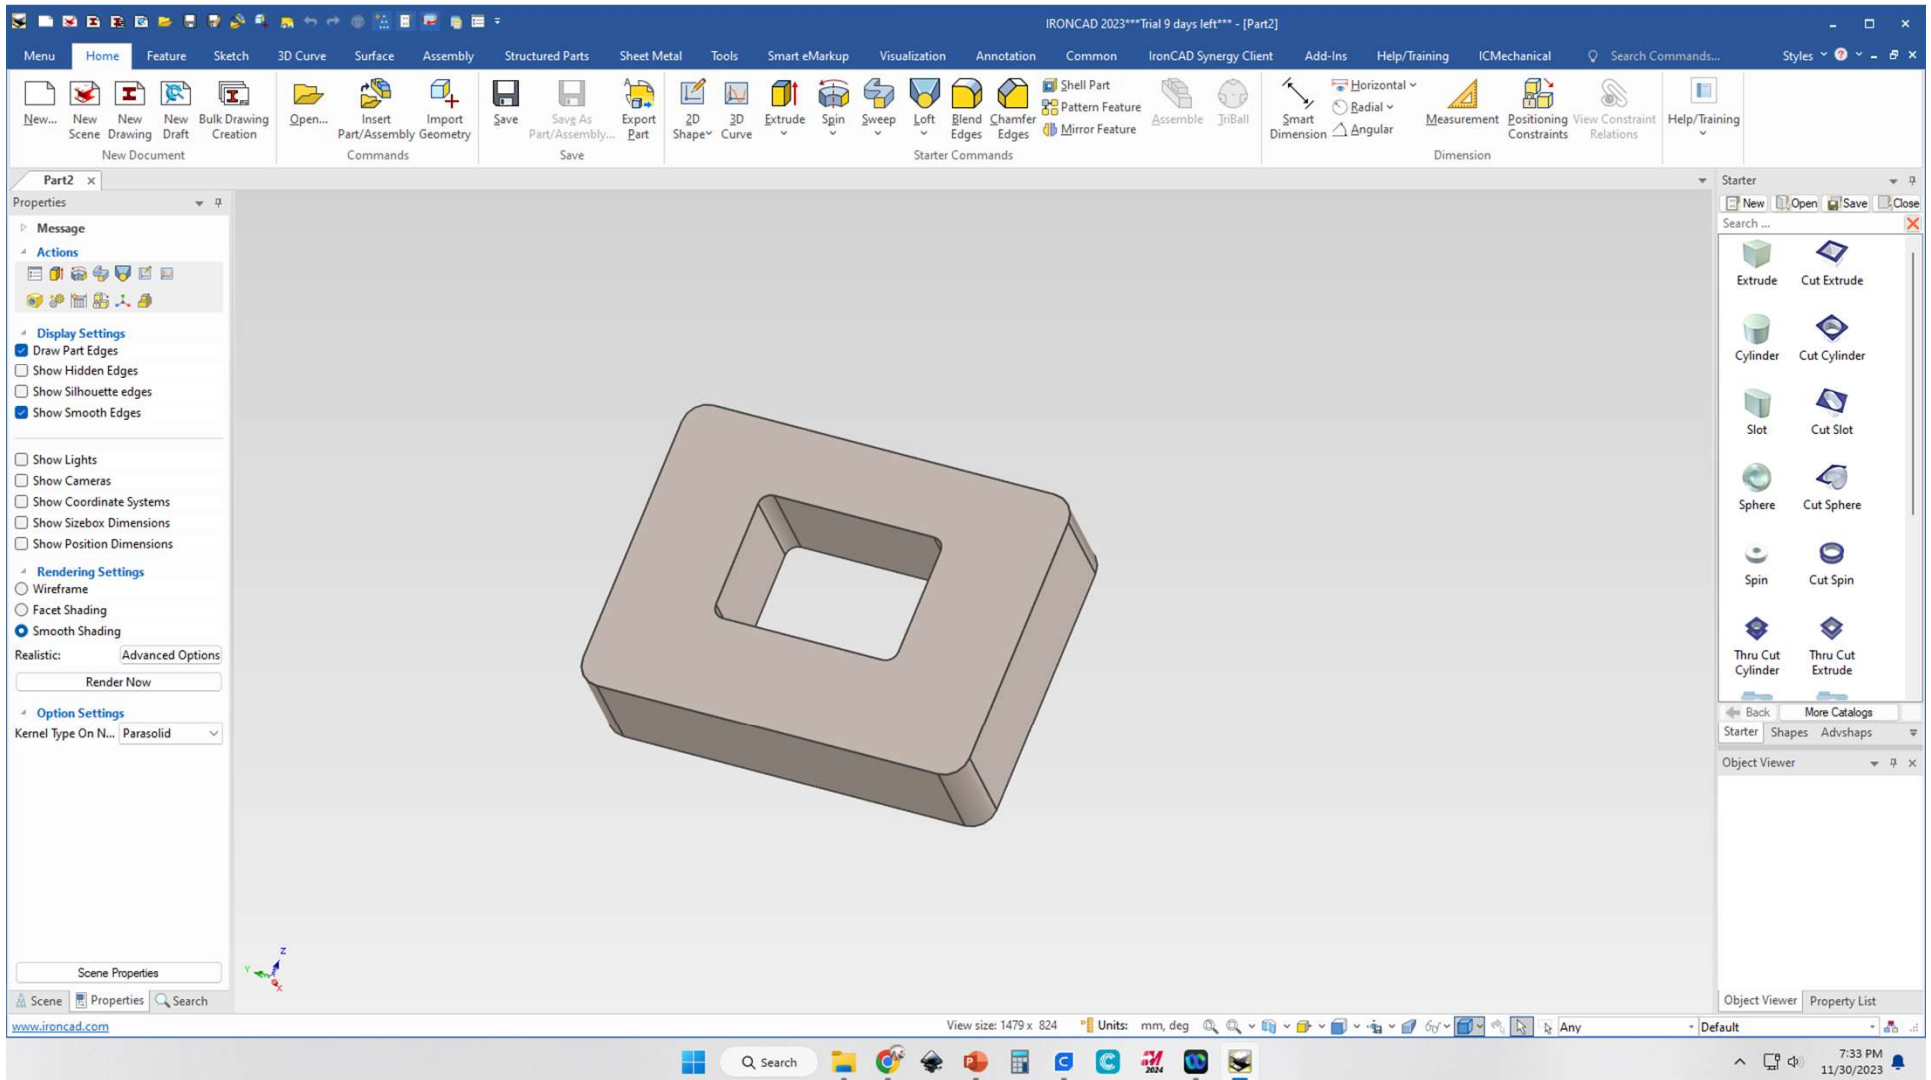 IRONCAD 2023***Trial 9 days left*** - [Part2]
Menu Home Feature Sketch 3D Curve Surface Assembly Structured Parts Sheet Metal Tools Smart eMarkup Visualization Annotation Common IronCAD Synergy Client Add-Ins Help/Training ICMechanical Search Commands... Styles
New...
New Scene
New Drawing
New Draft
Bulk Drawing Creation
New Document
Open...
Insert Part/Assembly
Import Geometry
Commands
Save
Save As Part/Assembly...
Export Part
Save
2D Shape
3D Curve
Extrude
Spin
Sweep
Loft
Blend Edges
Chamfer Edges
Shell Part
Pattern Feature
Mirror Feature
Assemble
TriBall
Starter Commands
Smart Dimension
Horizontal
Radial
Angular
Measurement
Positioning Constraints
View Constraint Relations
Dimension
Help/Training
Part2
Properties
Message
Actions
Display Settings
Draw Part Edges
Show Hidden Edges
Show Silhouette edges
Show Smooth Edges
Show Lights
Show Cameras
Show Coordinate Systems
Show Sizebox Dimensions
Show Position Dimensions
Rendering Settings
Wireframe
Facet Shading
Smooth Shading
Realistic: Advanced Options
Render Now
Option Settings
Kernel Type On N... Parasolid
Scene Properties
Scene Properties Search
Z
Y
X
Starter
New Open Save Close
Search ...
Extrude Cut Extrude
Cylinder Cut Cylinder
Slot Cut Slot
Sphere Cut Sphere
Spin Cut Spin
Thru Cut Cylinder
Thru Cut Extrude
Back More Catalogs
Starter Shapes Advshaps
Object Viewer
Object Viewer Property List
www.ironcad.com
View size: 1479 x 824 Units: mm, deg Any Default
Search
2024
7:33 PM
11/30/2023